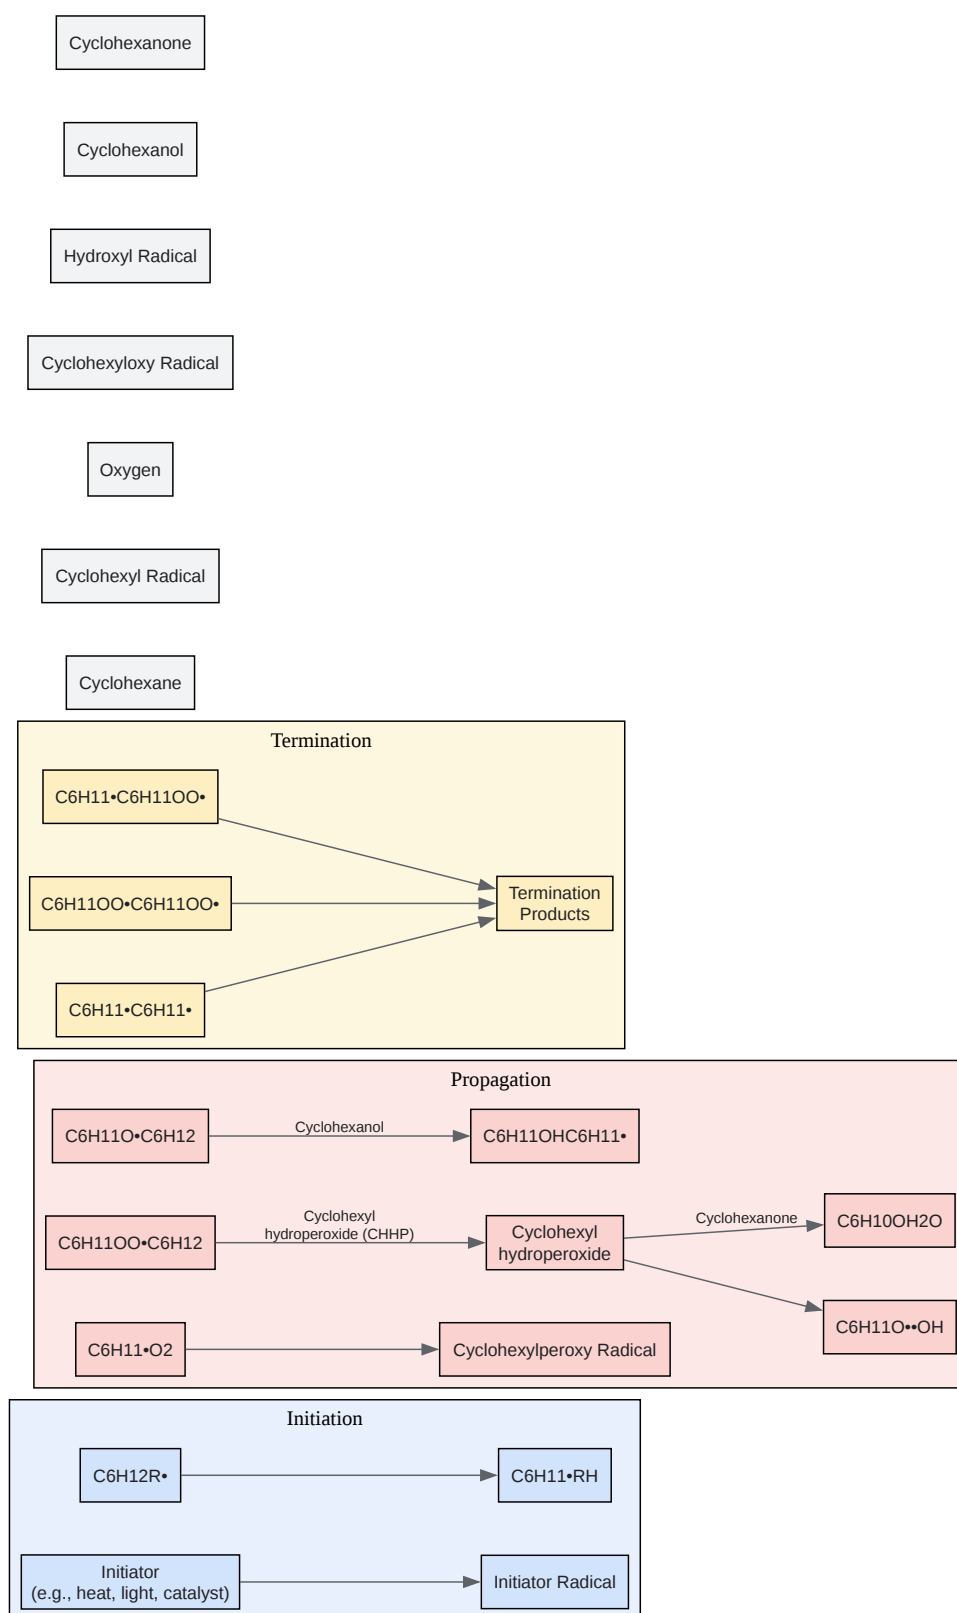 Cyclohexanone
Cyclohexanol
Hydroxyl Radical
Cyclohexyloxy Radical
Oxygen
Cyclohexyl Radical
Cyclohexane
Termination
C6H11•C6H11OO•
C6H11OO•C6H11OO•
C6H11•C6H11•
Termination
Products
Propagation
C6H11O•C6H12
Cyclohexanol
C6H11OHC6H11•
C6H11OO•C6H12
Cyclohexyl
hydroperoxide (CHHP)
Cyclohexyl
hydroperoxide
Cyclohexanone
C6H10OH2O
C6H11O••OH
C6H11•O2
Cyclohexylperoxy Radical
Initiation
C6H12R•
C6H11•RH
Initiator
(e.g., heat, light, catalyst)
Initiator Radical